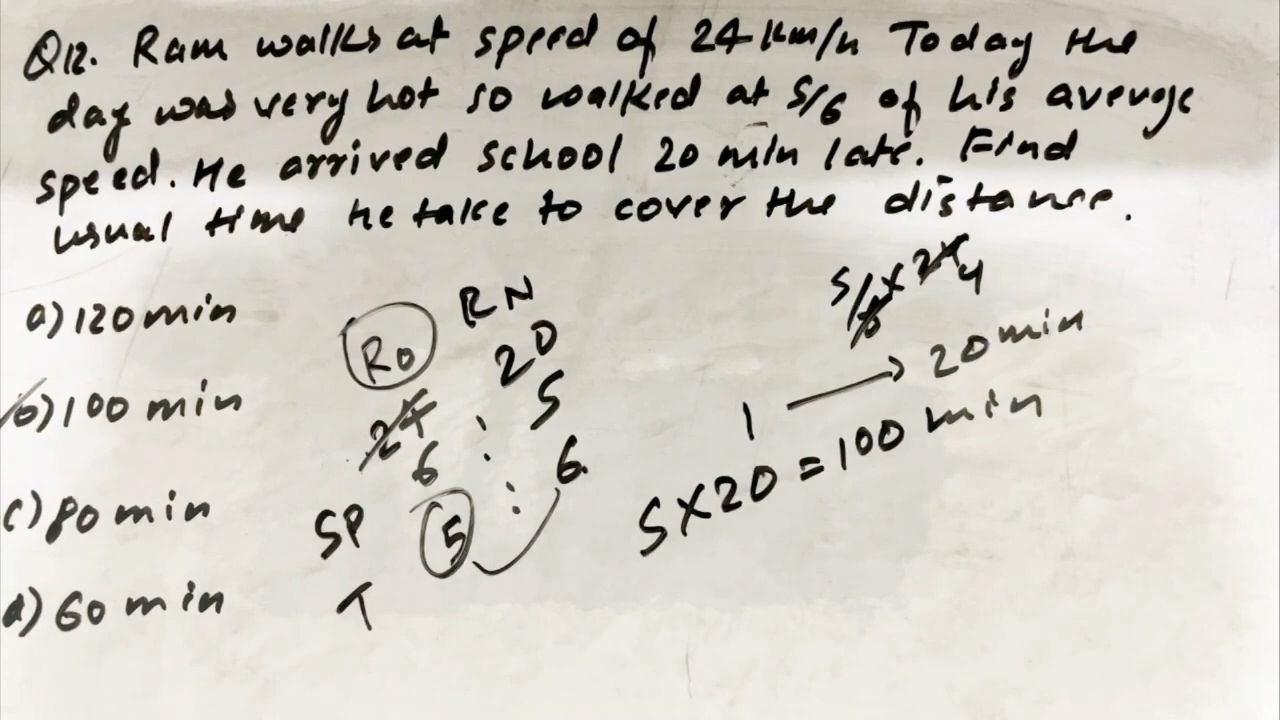 Q12. Ram walks at speed of 24 km/h Today the
day was very hot so walked at 5/6 of his average
speed. He arrived school 20 min late. Find
usual time he take to cover the distance.
a) 120 min
b) 100 min
c) 80 min
d) 60 min
Ro RN
24 20
6 : 5
SP 5 : 6
T
5/6 x 24 4
1 → 20 min
5 x 20 = 100 min